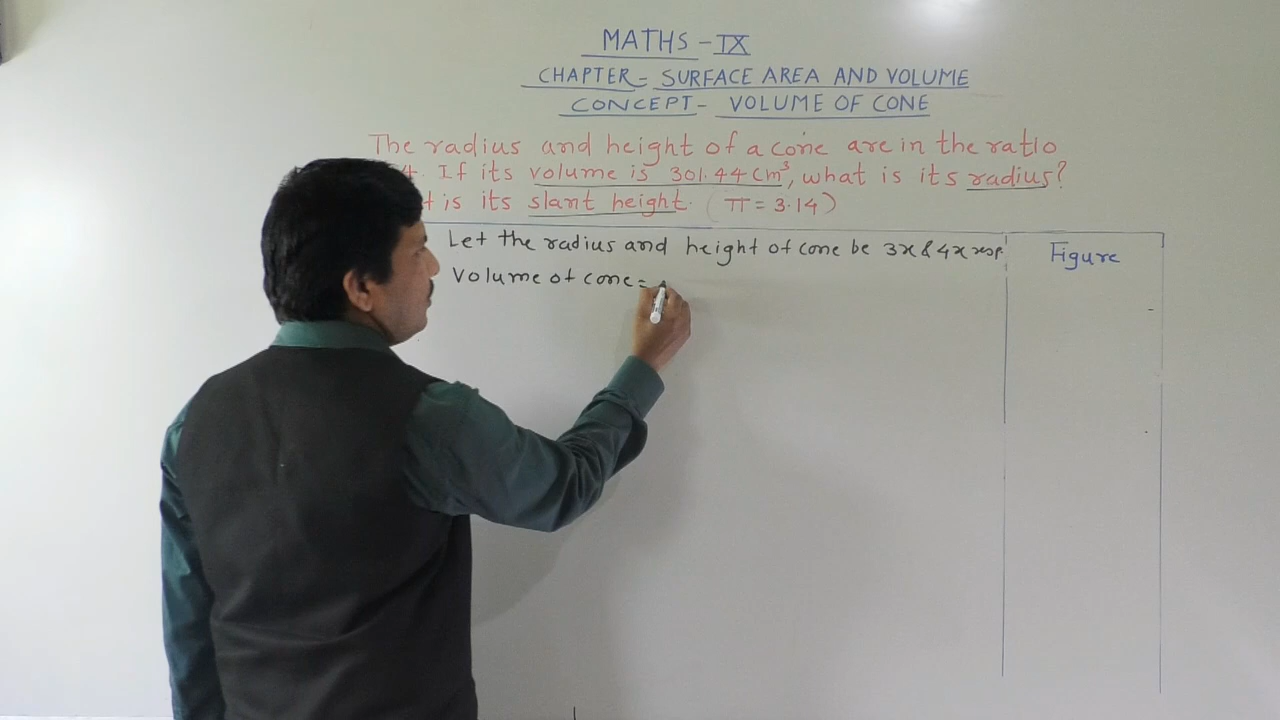 MATHS - IX
CHAPTER - SURFACE AREA AND VOLUME
CONCEPT - VOLUME OF CONE
The radius and height of a cone are in the ratio
4. If its volume is 301.44 cm³, what is its radius?
is its slant height. (π = 3.14)
Let the radius and height of cone be 3x & 4x resp
Figure
Volume of cone =